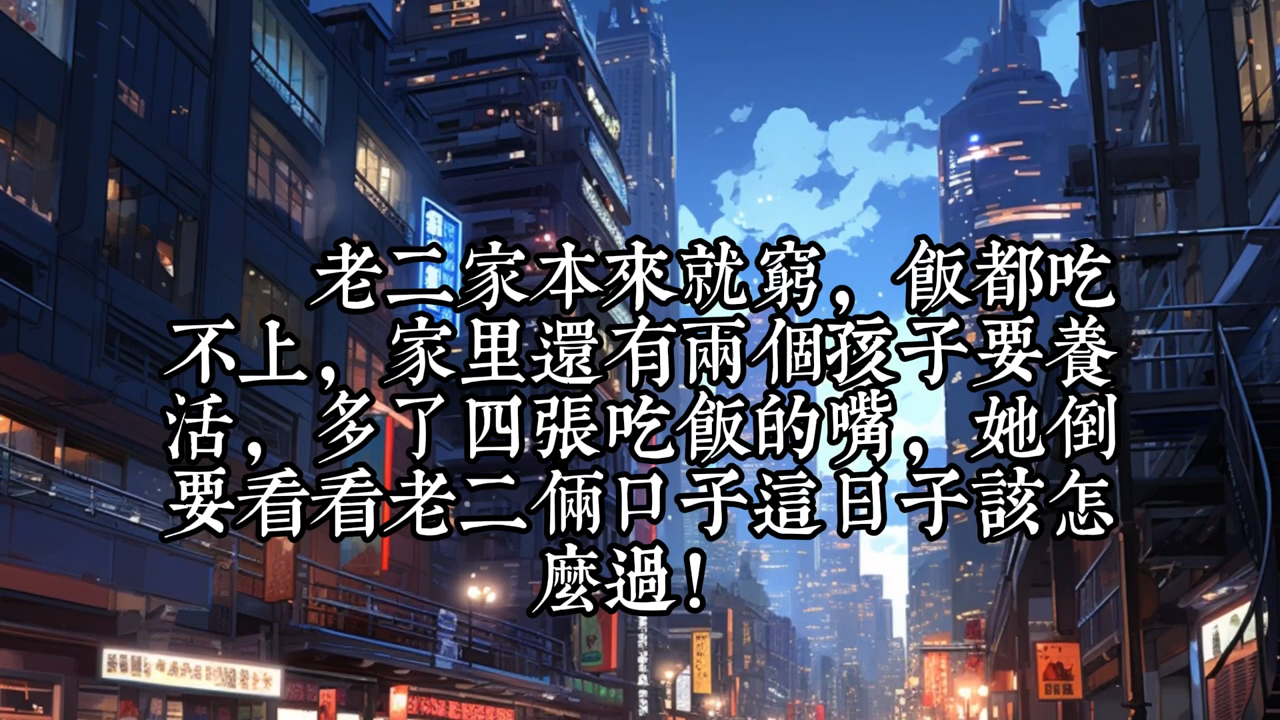 老二家本來就窮，飯都吃
不上，家里還有兩個孩子要養
活，多了四張吃飯的嘴，她倒
要看看老二倆口子這日子該怎
麼過！